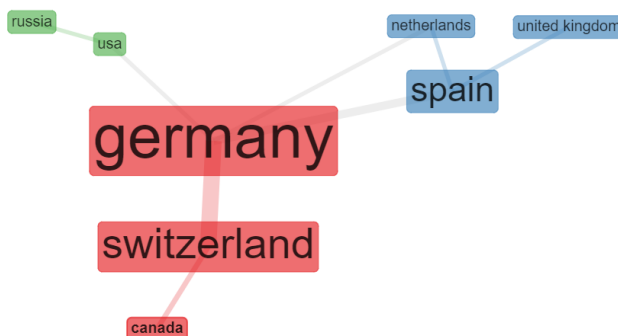 russia
usa
netherlands
united kingdom
spain
germany
switzerland
canada